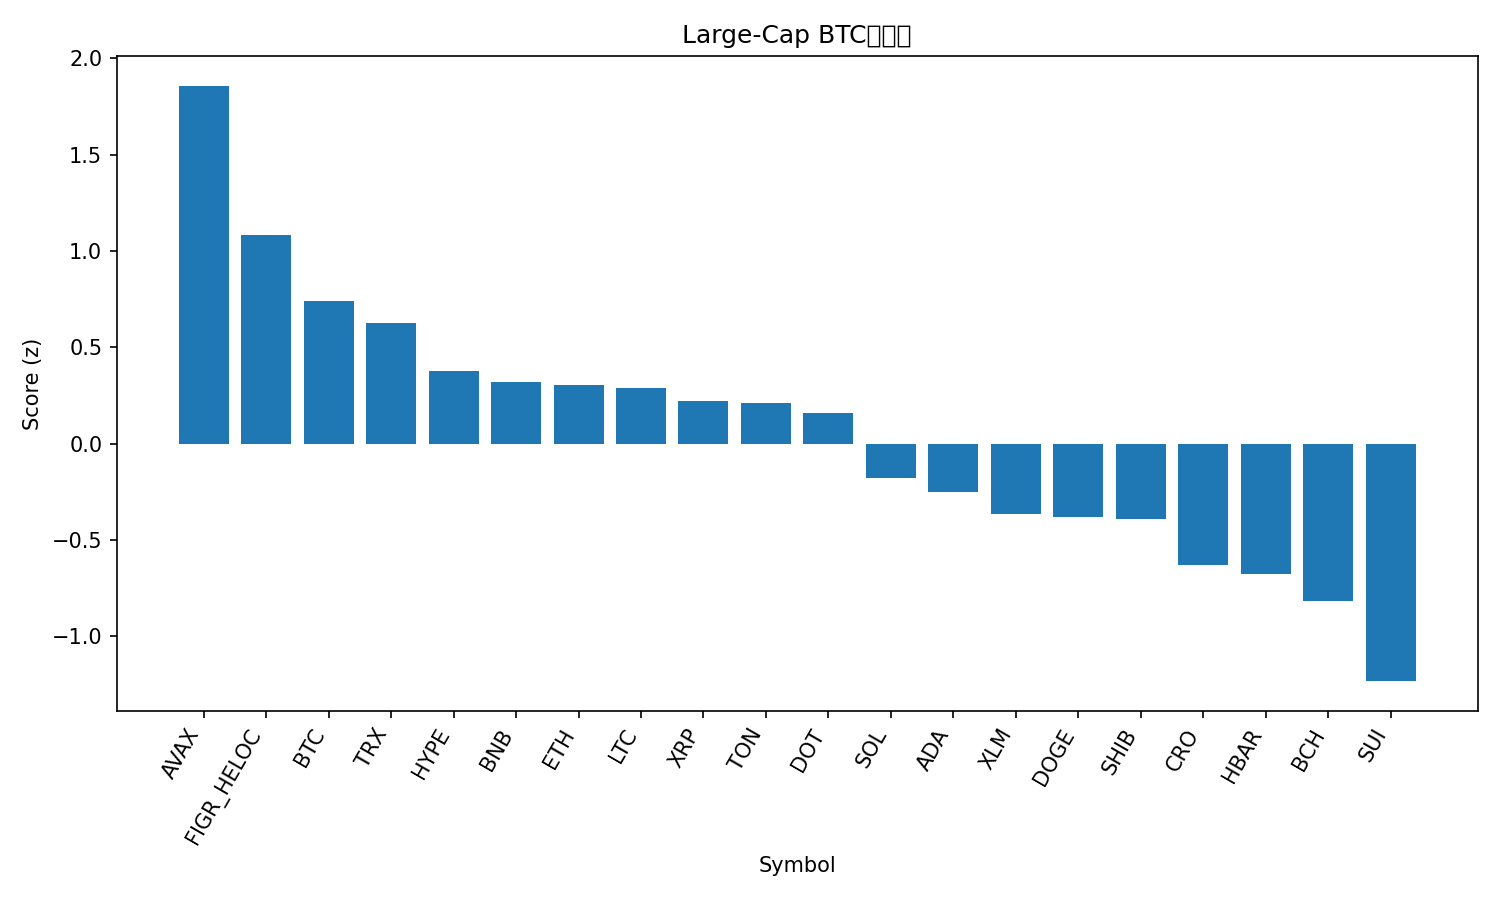 Large-Cap BTC
Score (z)
2.0
1.5
1.0
0.5
0.0
−0.5
−1.0
AVAX
FIGR_HELOC
BTC
TRX
HYPE
BNB
ETH
LTC
XRP
TON
DOT
SOL
ADA
XLM
DOGE
SHIB
CRO
HBAR
BCH
SUI
Symbol